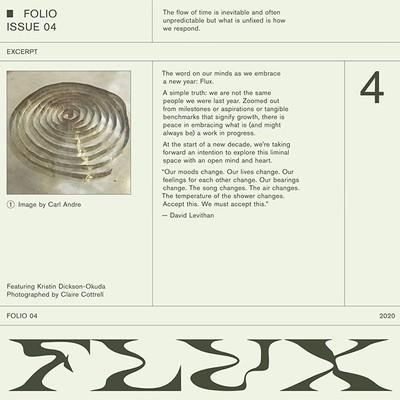 FOLIO
ISSUE 04
The flow of time is inevitable and often
unpredictable but what is unfixed is how
we respond.
EXCERPT
The word on our minds as we embrace
a new year: Flux.
A simple truth: we are not the same
people we were last year. Zoomed out
from milestones or aspirations or tangible
benchmarks that signify growth, there is
peace in embracing what is (and might
always be) a work in progress.
At the start of a new decade, we're taking
forward an intention to explore this liminal
space with an open mind and heart.
"Our moods change. Our lives change. Our
feelings for each other change. Our bearings
change. The song changes. The air changes.
The temperature of the shower changes.
Accept this. We must accept this."
— David Levithan
4
1 Image by Carl Andre
Featuring Kristin Dickson-Okuda
Photographed by Claire Cottrell
FOLIO 04
2020
FLUX